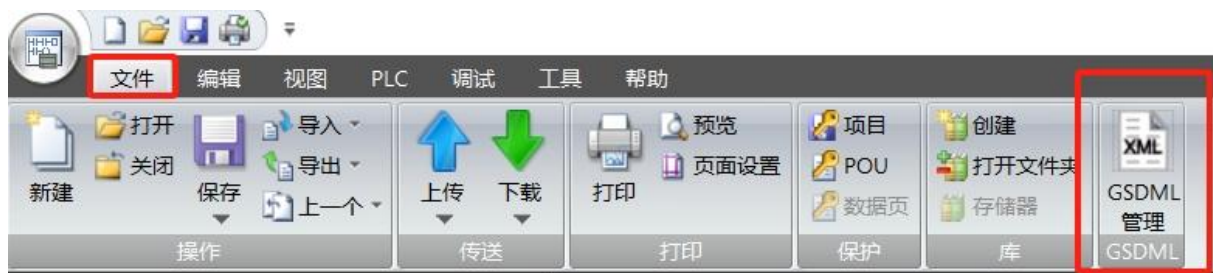 文件 编辑 视图 PLC 调试 工具 帮助
新建
打开
关闭
保存
导入
导出
上一个
操作
上传 下载
传送
打印
预览
页面设置
打印
项目
POU
数据页
保护
创建
打开文件夹
存储器
库
XML
GSDML
管理
GSDML